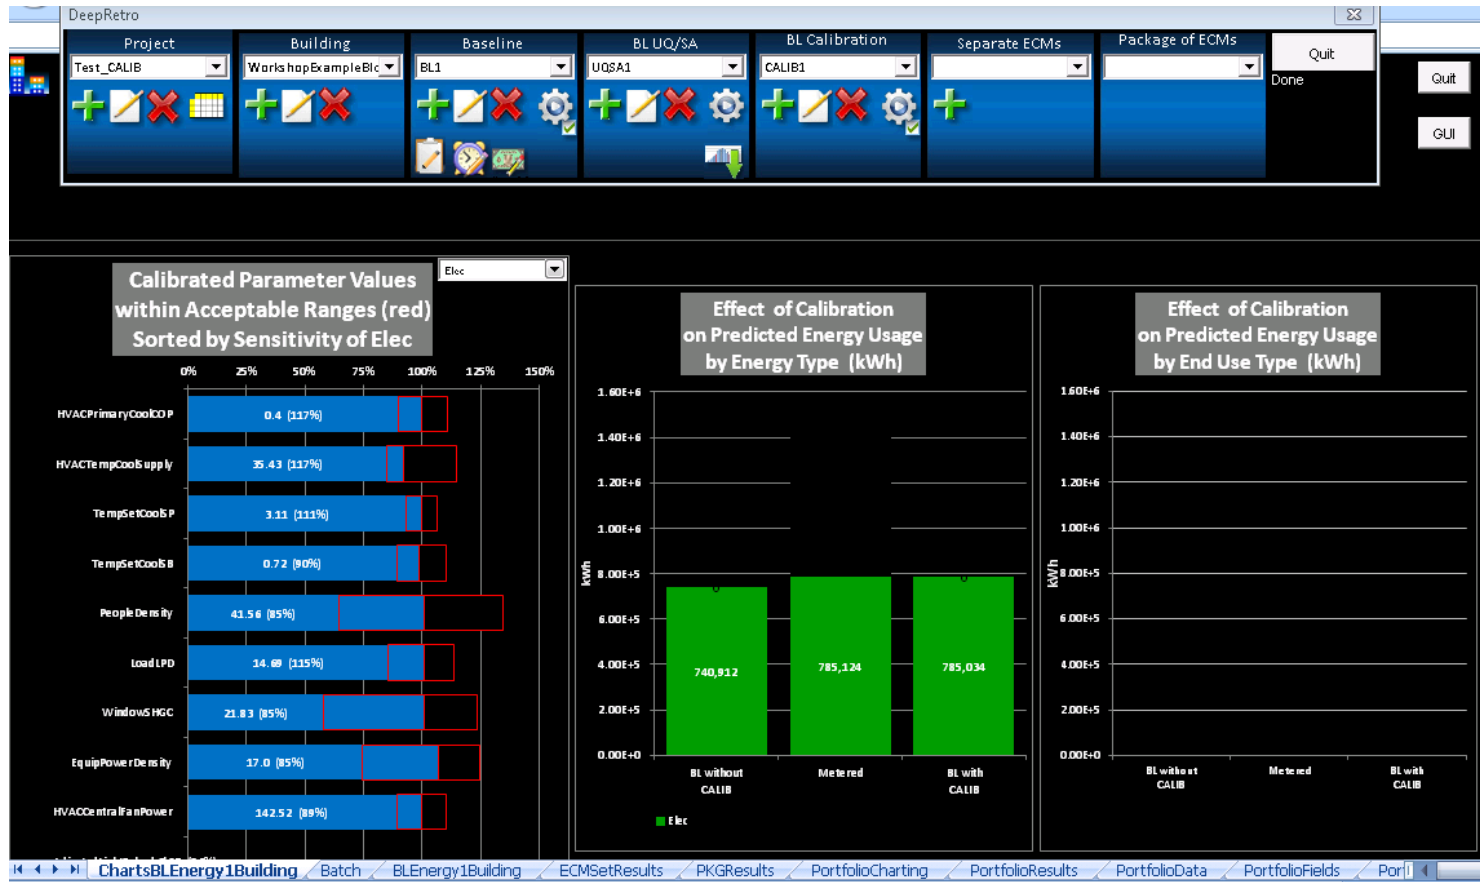 DeepRetro
Project
Building
Baseline
BL UQ/SA
BL Calibration
Separate ECMs
Package of ECMs
Quit
Test_CALIB
WorkshopExampleBlc
BL1
UQSA1
CALIB1
Done
Quit
GUI
Calibrated Parameter Values
within Acceptable Ranges (red)
Sorted by Sensitivity of Elec
Elec
0%
25%
50%
75%
100%
125%
150%
HVACPrimaryCoolCOP
0.4 (117%)
HVACTempCoolSupply
35.43 (117%)
TempSetCoolSP
3.11 (111%)
TempSetCoolSB
0.72 (90%)
PeopleDensity
41.56 (85%)
LoadLPD
14.69 (115%)
WindowSHGC
21.83 (85%)
EquipPowerDensity
17.0 (85%)
HVACCentralFanPower
142.52 (89%)
Effect of Calibration
on Predicted Energy Usage
by Energy Type (kWh)
1.60E+6
1.40E+6
1.20E+6
1.00E+6
8.00E+5
6.00E+5
4.00E+5
2.00E+5
0.00E+0
kWh
740,912
785,124
785,034
BL without
CALIB
Metered
BL with
CALIB
Elec
Effect of Calibration
on Predicted Energy Usage
by End Use Type (kWh)
1.60E+6
1.40E+6
1.20E+6
1.00E+6
8.00E+5
6.00E+5
4.00E+5
2.00E+5
0.00E+0
kWh
BL without
CALIB
Metered
BL with
CALIB
ChartsBLEnergy1Building
Batch
BLEnergy1Building
ECMSetResults
PKGResults
PortfolioCharting
PortfolioResults
PortfolioData
PortfolioFields
Port